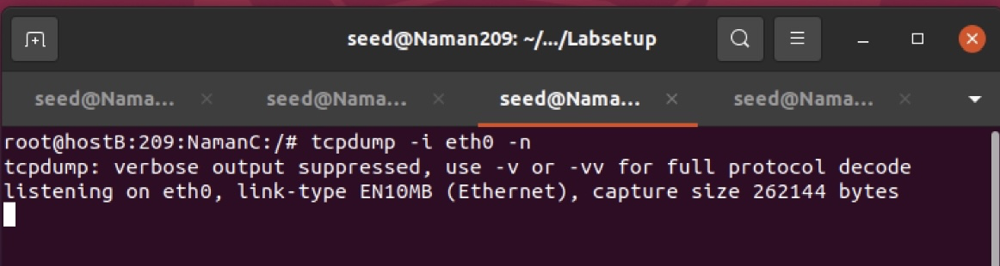 seed@Naman209: ~/.../Labsetup
seed@Nama... seed@Nama... seed@Nama... seed@Nama...
root@hostB:209:NamanC:/# tcpdump -i eth0 -n
tcpdump: verbose output suppressed, use -v or -vv for full protocol decode
listening on eth0, link-type EN10MB (Ethernet), capture size 262144 bytes